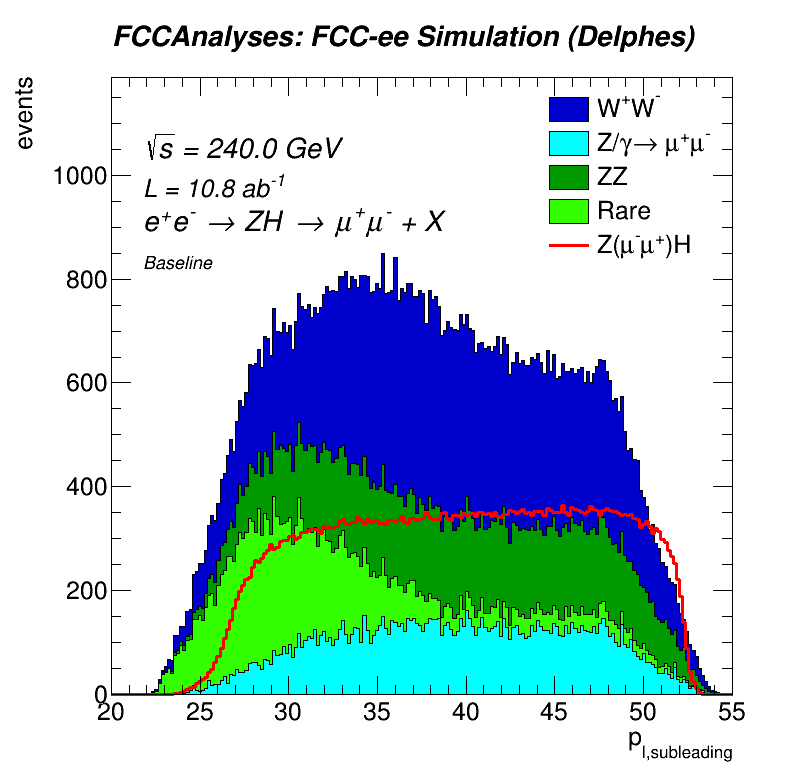 FCCAnalyses: FCC-ee Simulation (Delphes)
events
√s = 240.0 GeV
L = 10.8 ab⁻¹
e⁺e⁻ → ZH → μ⁺μ⁻ + X
Baseline
W⁺W⁻
Z/γ→ μ⁺μ⁻
ZZ
Rare
Z(μ⁻μ⁺)H
1000
800
600
400
200
0
20 25 30 35 40 45 50 55
p_l,subleading